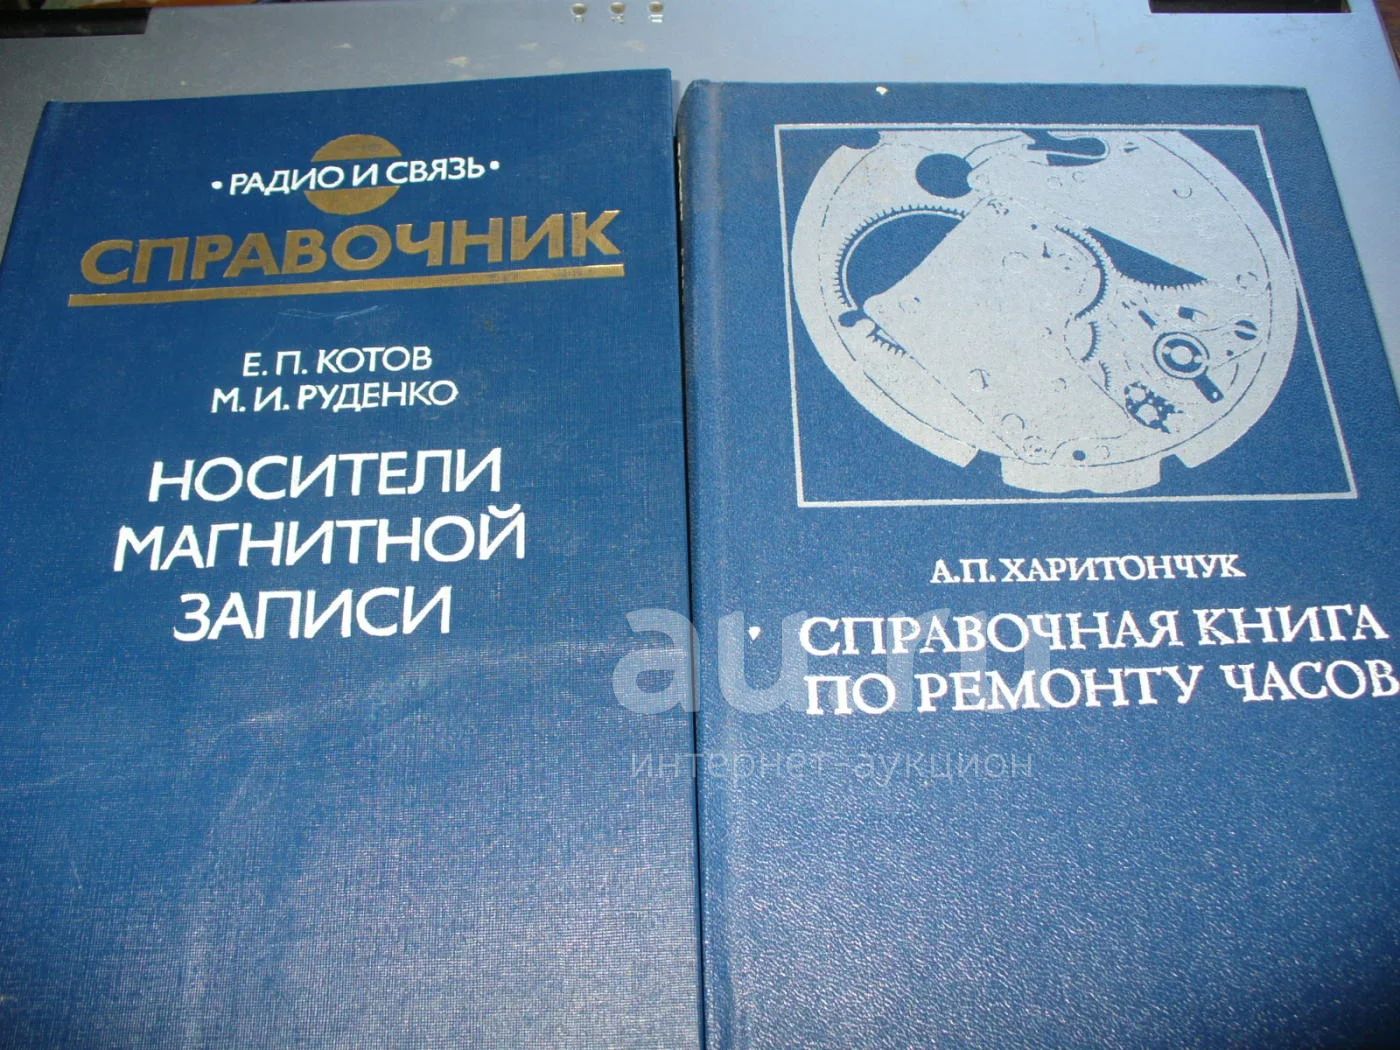 • РАДИО И СВЯЗЬ •
СПРАВОЧНИК
Е. П. КОТОВ
М. И. РУДЕНКО
НОСИТЕЛИ
МАГНИТНОЙ
ЗАПИСИ
А.П. ХАРИТОНЧУК
СПРАВОЧНАЯ КНИГА
ПО РЕМОНТУ ЧАСОВ
au.ru
интернет-аукцион